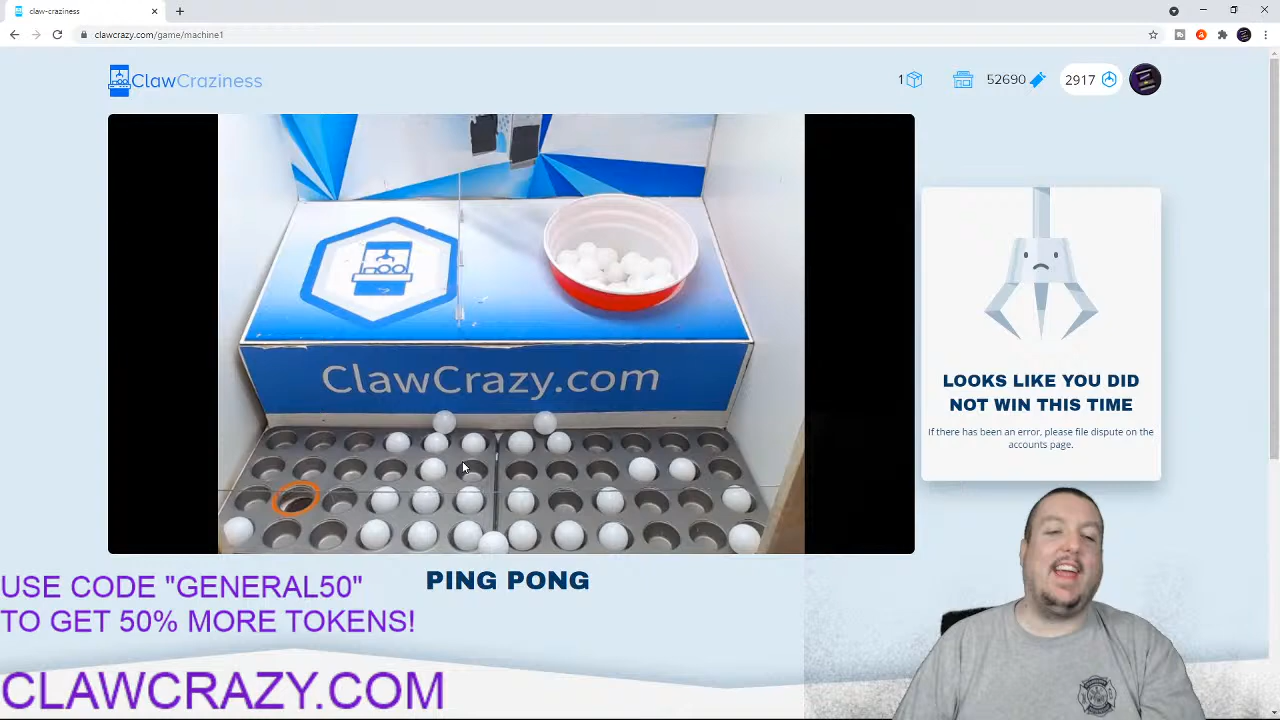 claw-craziness
clawcrazy.com/game/machine1
ClawCraziness
1
52690
2917
ClawCrazy.com
LOOKS LIKE YOU DID
NOT WIN THIS TIME
If there has been an error, please file dispute on the
accounts page.
PING PONG
USE CODE "GENERAL50"
TO GET 50% MORE TOKENS!
CLAWCRAZY.COM